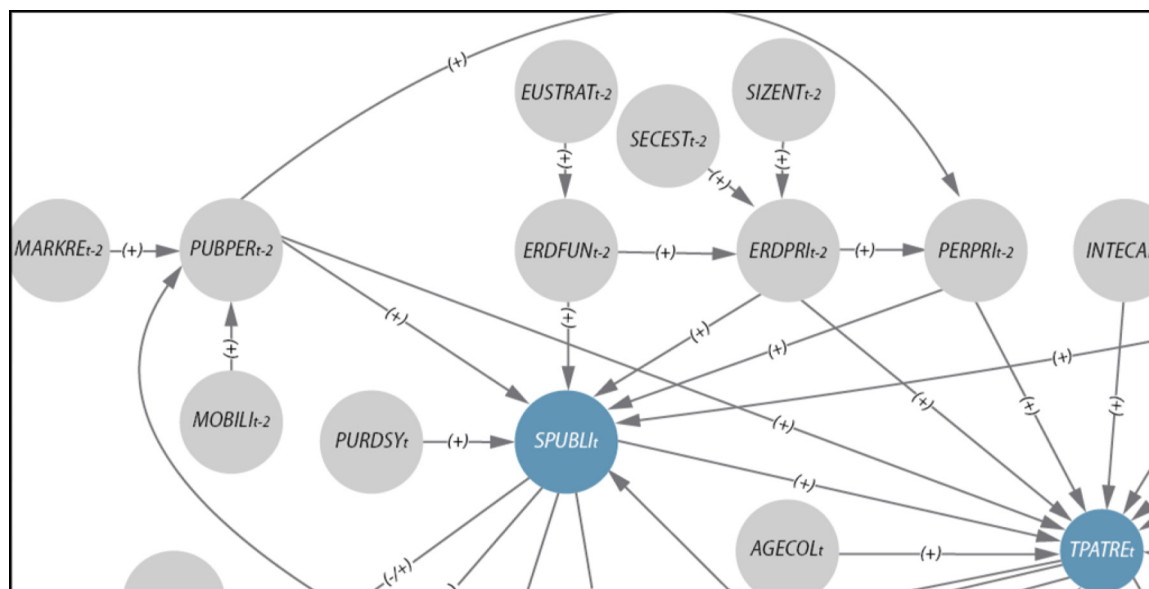 (+)
EUSTRATt-2
SIZENTt-2
SECESTt-2
(+)
(+)
(+)
MARKREt-2
(+)
PUBPERt-2
ERDFUNt-2
(+)
ERDPRIt-2
(+)
PERPRIt-2
(+)
(+)
(+)
(+)
(+)
(+)
MOBILIt-2
(+)
(+)
(+)
(+)
PURDSYt
(+)
SPUBLIt
(+)
AGECOLt
(+)
TPATREt
(-/+)